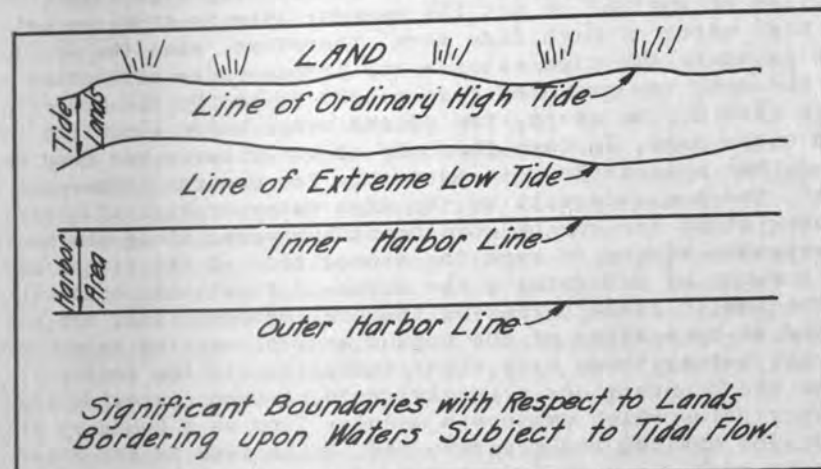 LAND
Line of Ordinary High Tide
Tide
Lands
Line of Extreme Low Tide
Inner Harbor Line
Harbor
Area
Outer Harbor Line
Significant Boundaries with Respect to Lands
Bordering upon Waters Subject to Tidal Flow.